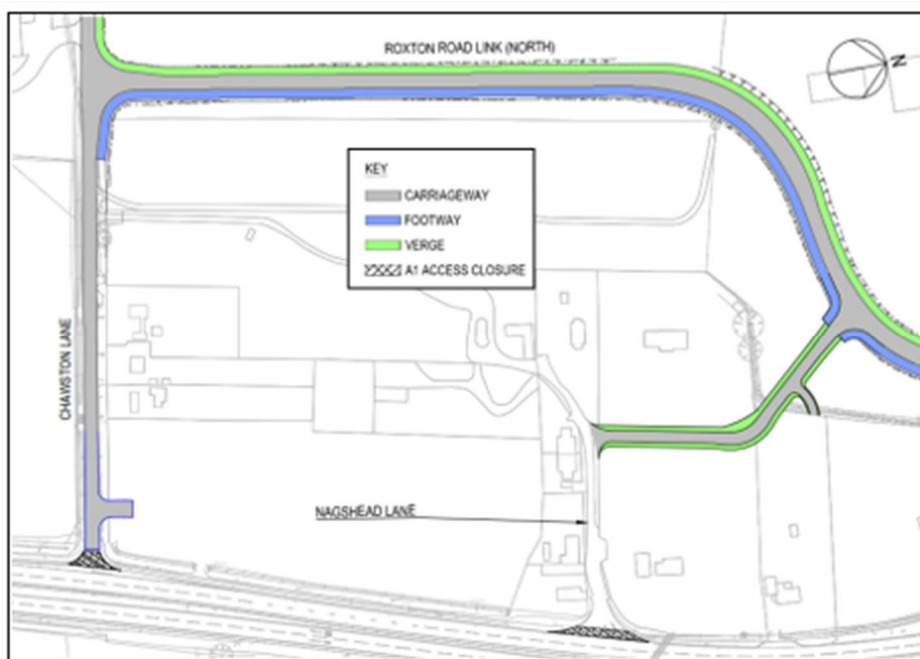 ROXTON ROAD LINK (NORTH)
N
KEY
CARRIAGEWAY
FOOTWAY
VERGE
A1 ACCESS CLOSURE
CHAWSTON LANE
NAGSHEAD LANE